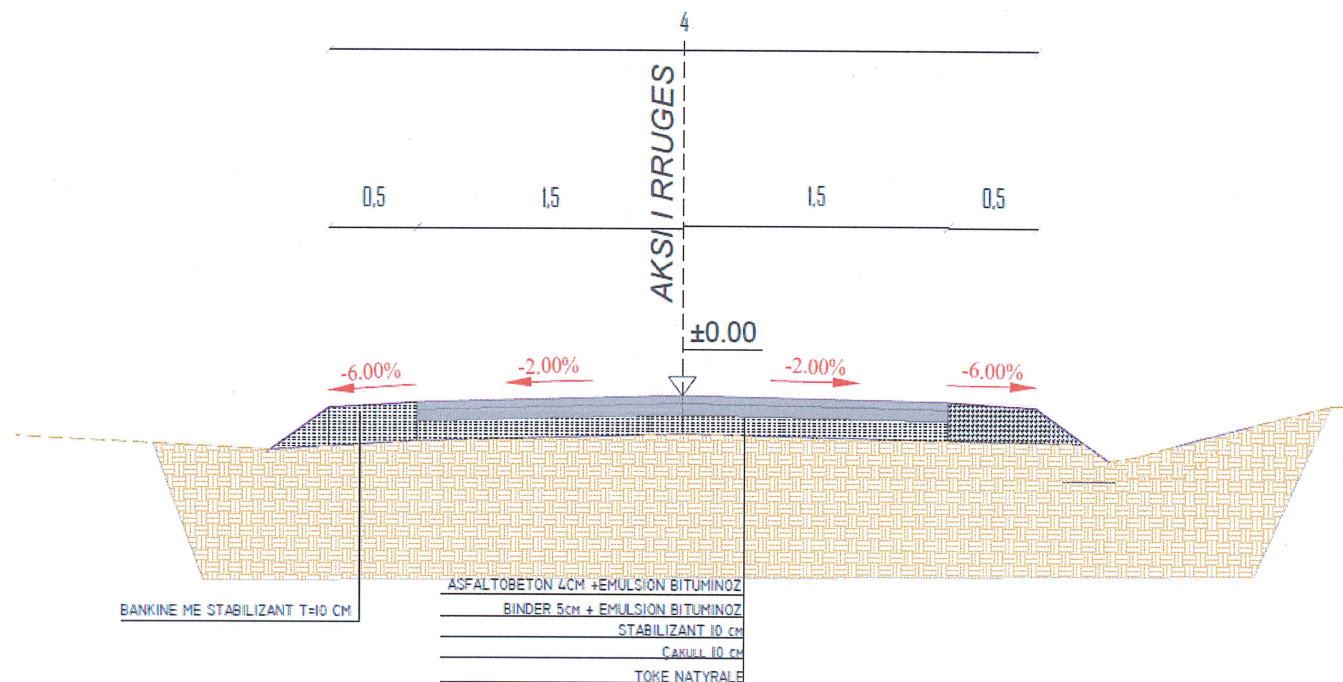 4
AKSI I RRUGES
0,5
1,5
1,5
0,5
±0.00
-6.00%
-2.00%
-2.00%
-6.00%
ASFALTOBETON 4CM +EMULSION BITUMINOZ
BINDER 5CM + EMULSION BITUMINOZ
STABILIZANT 10 CM
ÇAKULL 10 CM
TOKE NATYRALE
BANKINE ME STABILIZANT T=10 CM